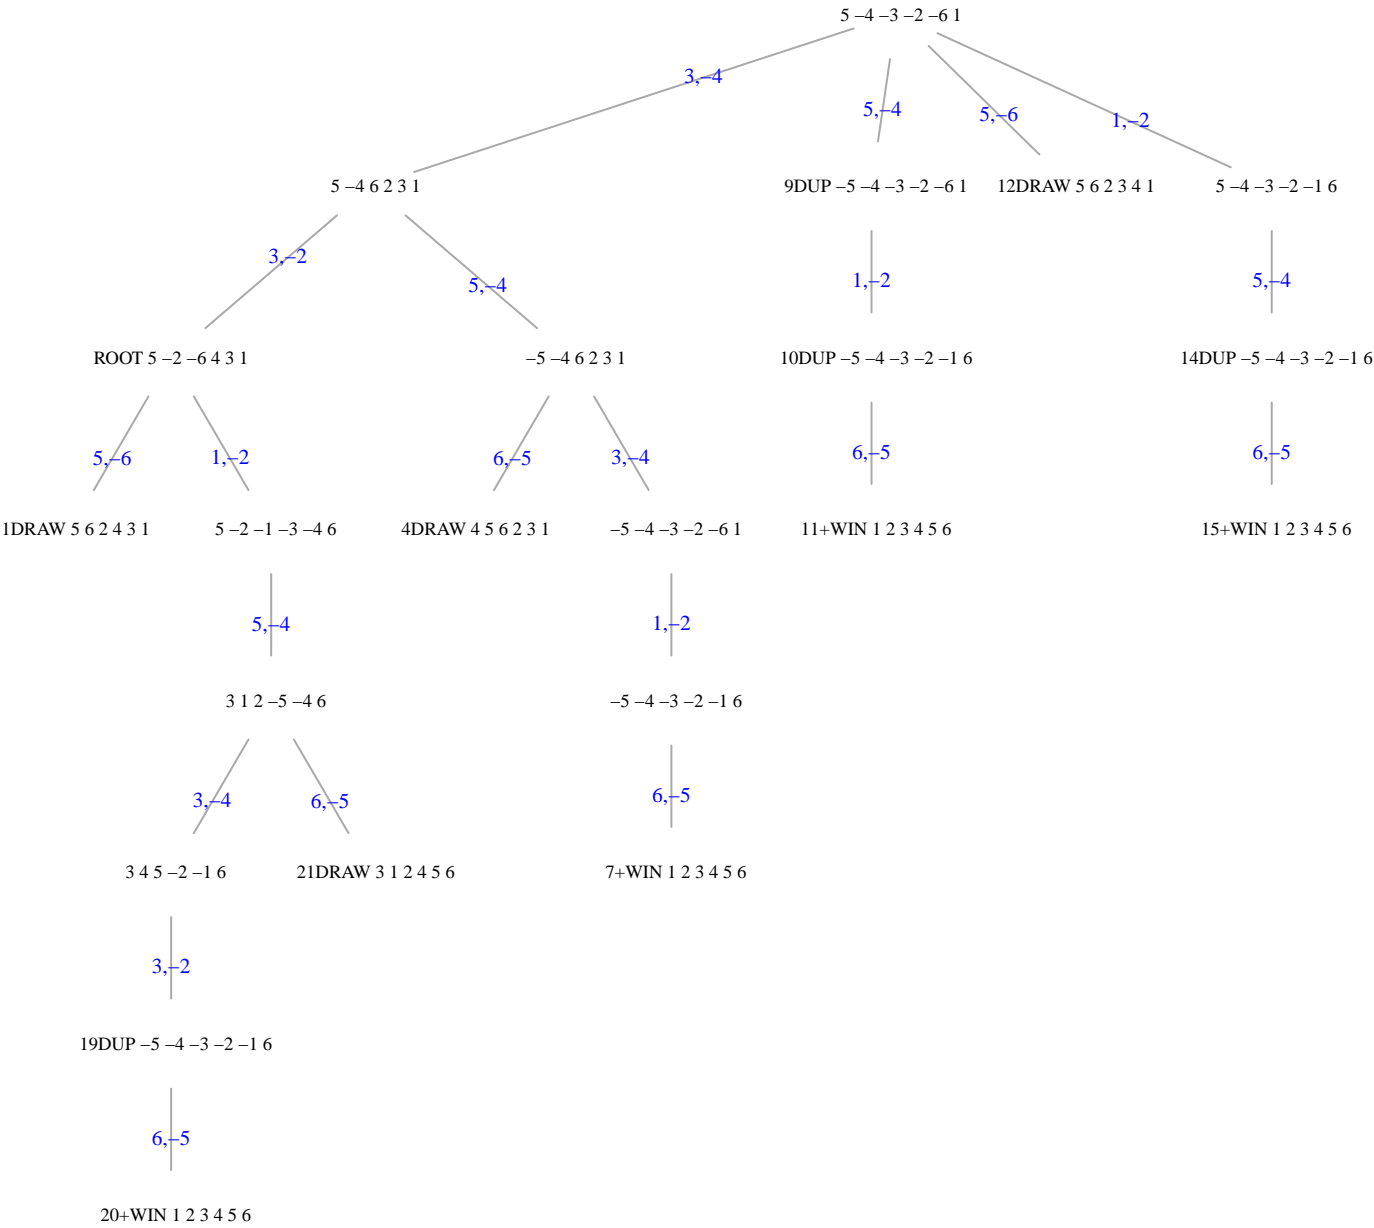 5 –4 –3 –2 –6 1
3,–4
5,–4
5,–6
1,–2
5 –4 6 2 3 1
9DUP –5 –4 –3 –2 –6 1
12DRAW 5 6 2 3 4 1
5 –4 –3 –2 –1 6
3,–2
5,–4
1,–2
5,–4
ROOT 5 –2 –6 4 3 1
–5 –4 6 2 3 1
10DUP –5 –4 –3 –2 –1 6
14DUP –5 –4 –3 –2 –1 6
5,–6
1,–2
6,–5
3,–4
6,–5
6,–5
1DRAW 5 6 2 4 3 1
5 –2 –1 –3 –4 6
4DRAW 4 5 6 2 3 1
–5 –4 –3 –2 –6 1
11+WIN 1 2 3 4 5 6
15+WIN 1 2 3 4 5 6
5,–4
1,–2
3 1 2 –5 –4 6
–5 –4 –3 –2 –1 6
3,–4
6,–5
6,–5
3 4 5 –2 –1 6
21DRAW 3 1 2 4 5 6
7+WIN 1 2 3 4 5 6
3,–2
19DUP –5 –4 –3 –2 –1 6
6,–5
20+WIN 1 2 3 4 5 6